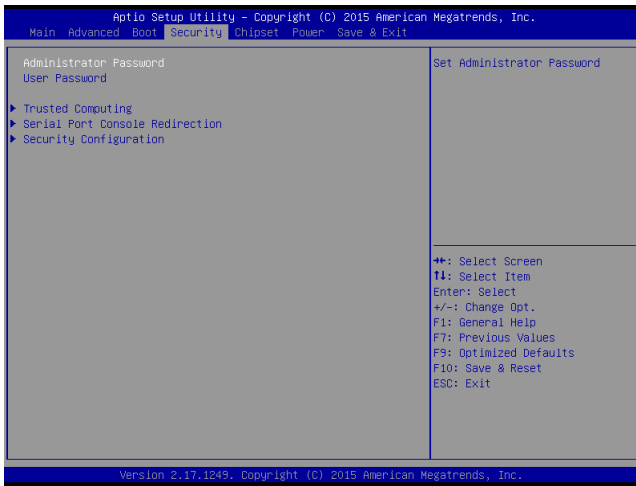 Aptio Setup Utility – Copyright (C) 2015 American Megatrends, Inc.
Main Advanced Boot Security Chipset Power Save & Exit
Administrator Password
User Password
Trusted Computing
Serial Port Console Redirection
Security Configuration
Set Administrator Password
→←: Select Screen
↑↓: Select Item
Enter: Select
+/-: Change Opt.
F1: General Help
F7: Previous Values
F9: Optimized Defaults
F10: Save & Reset
ESC: Exit
Version 2.17.1249. Copyright (C) 2015 American Megatrends, Inc.